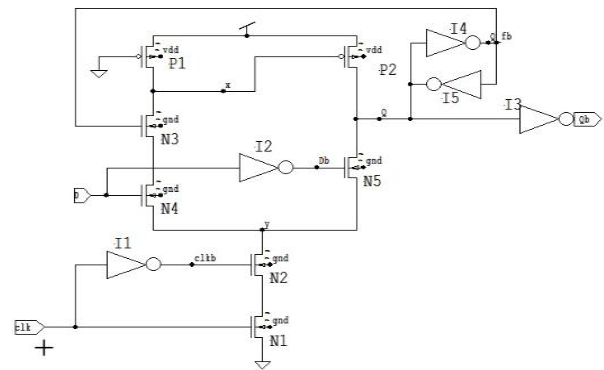 I4
Q fb
vdd
P1
vdd
P2
I5
x
I3
Q
Qb
gnd
N3
I2
Db
gnd
N5
D
gnd
N4
y
I1
clkb
gnd
N2
clk
gnd
N1